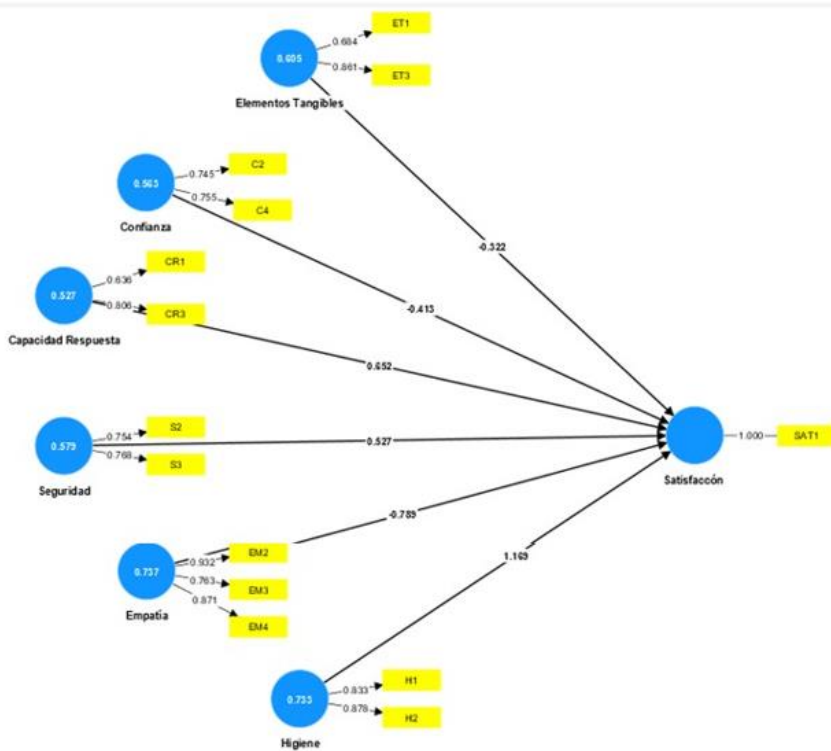 ET1
0.684
0.605
0.861
ET3
Elementos Tangibles
C2
0.745
0.563
0.755
C4
Confianza
-0.322
CR1
0.636
0.527
0.806
CR3
-0.413
Capacidad Respuesta
0.652
S2
0.754
0.579
0.527
0.768
S3
1.000
SAT1
Seguridad
Satisfaccón
-0.789
EM2
0.932
0.737
0.763
EM3
0.871
EM4
Empatía
1.169
H1
0.833
0.733
0.878
H2
Higiene